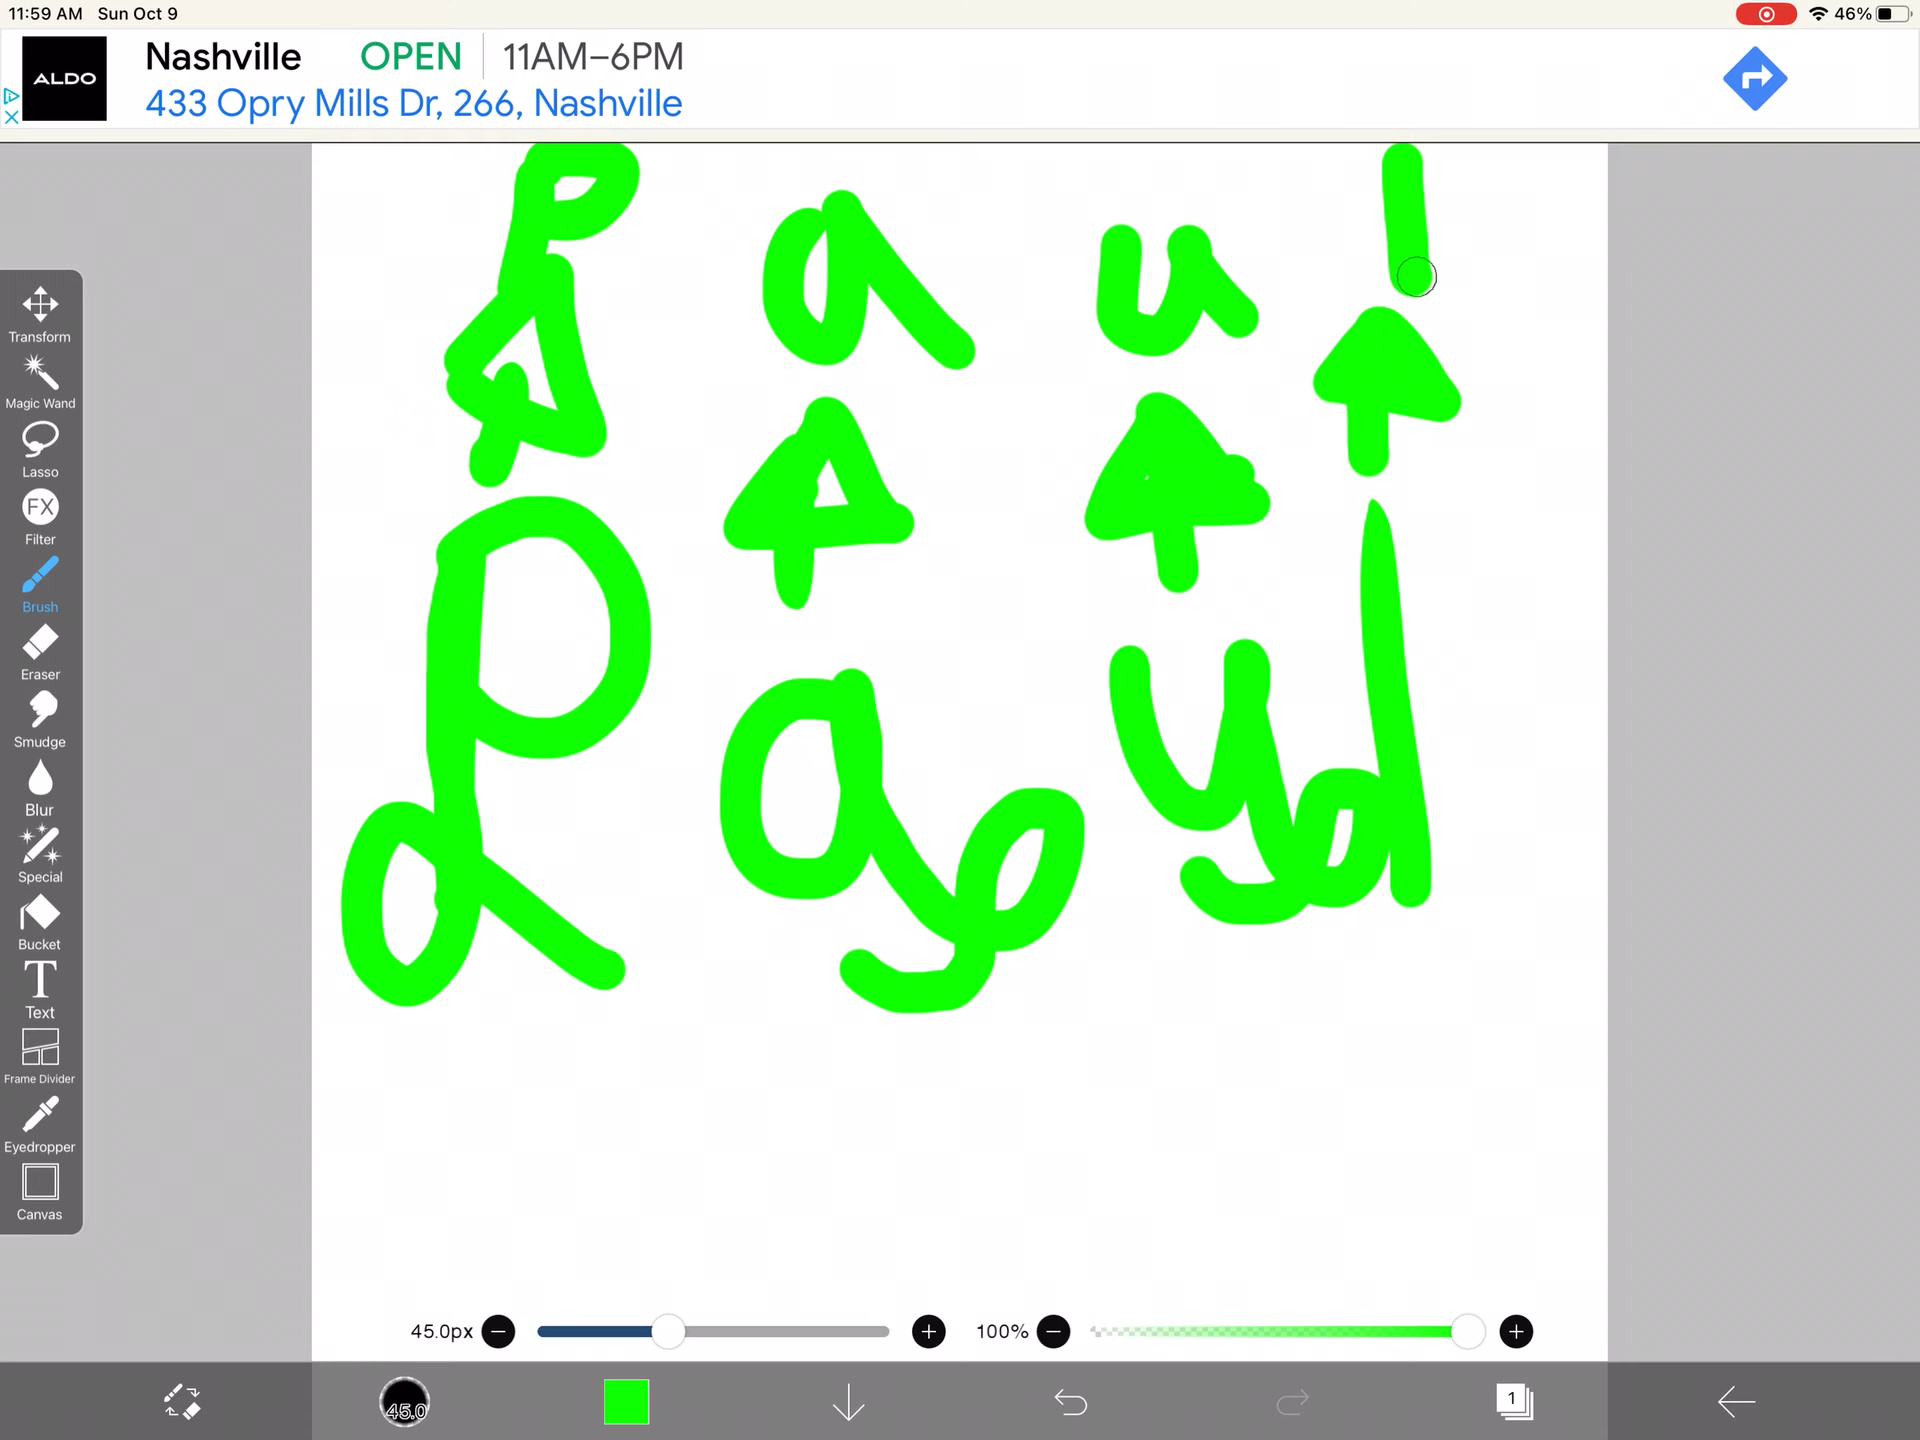 11:59 AM Sun Oct 9
46%
ALDO
Nashville OPEN 11AM–6PM
433 Opry Mills Dr, 266, Nashville
P a u l
Transform
Magic Wand
Lasso
FX
Filter
Brush
Eraser
Smudge
Blur
Special
Bucket
T
Text
Frame Divider
Eyedropper
Canvas
45.0px
100%
45.0
1